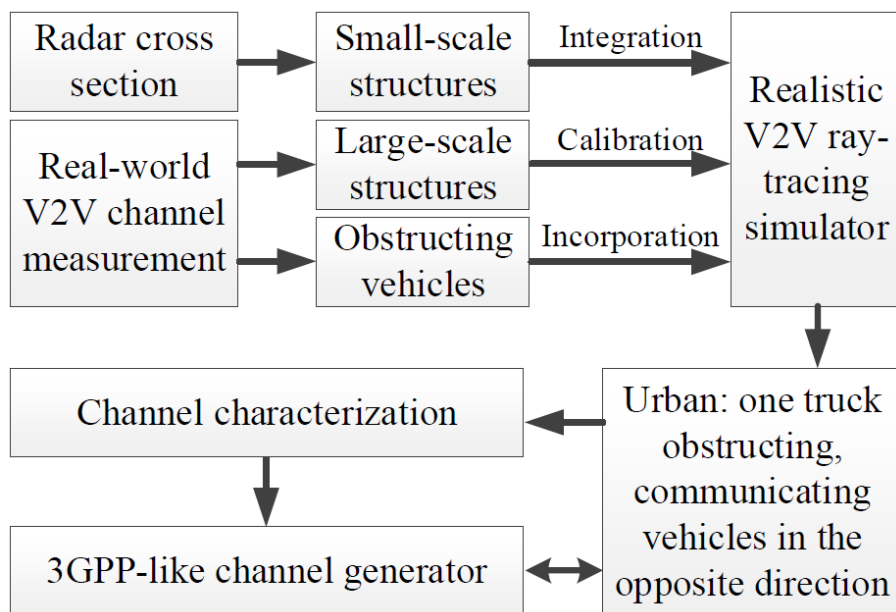 Radar cross
section
Small-scale
structures
Integration
Realistic
V2V ray-
tracing
simulator
Real-world
V2V channel
measurement
Large-scale
structures
Calibration
Obstructing
vehicles
Incorporation
Urban: one truck
obstructing,
communicating
vehicles in the
opposite direction
Channel characterization
3GPP-like channel generator